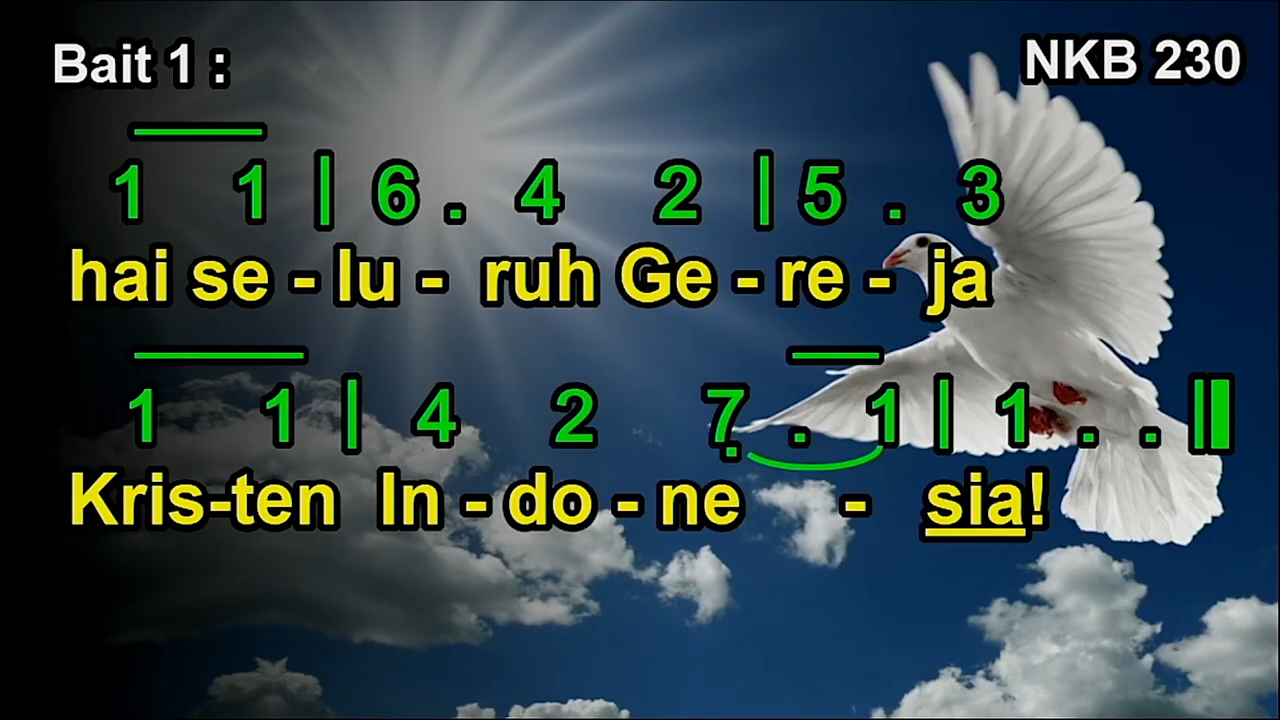 Bait 1 : NKB 230
1 1 | 6 . 4 2 | 5 . 3
hai se - lu - ruh Ge - re - ja
1 1 | 4 2 7 . 1 | 1 . . ||
Kris-ten In - do - ne - sia!